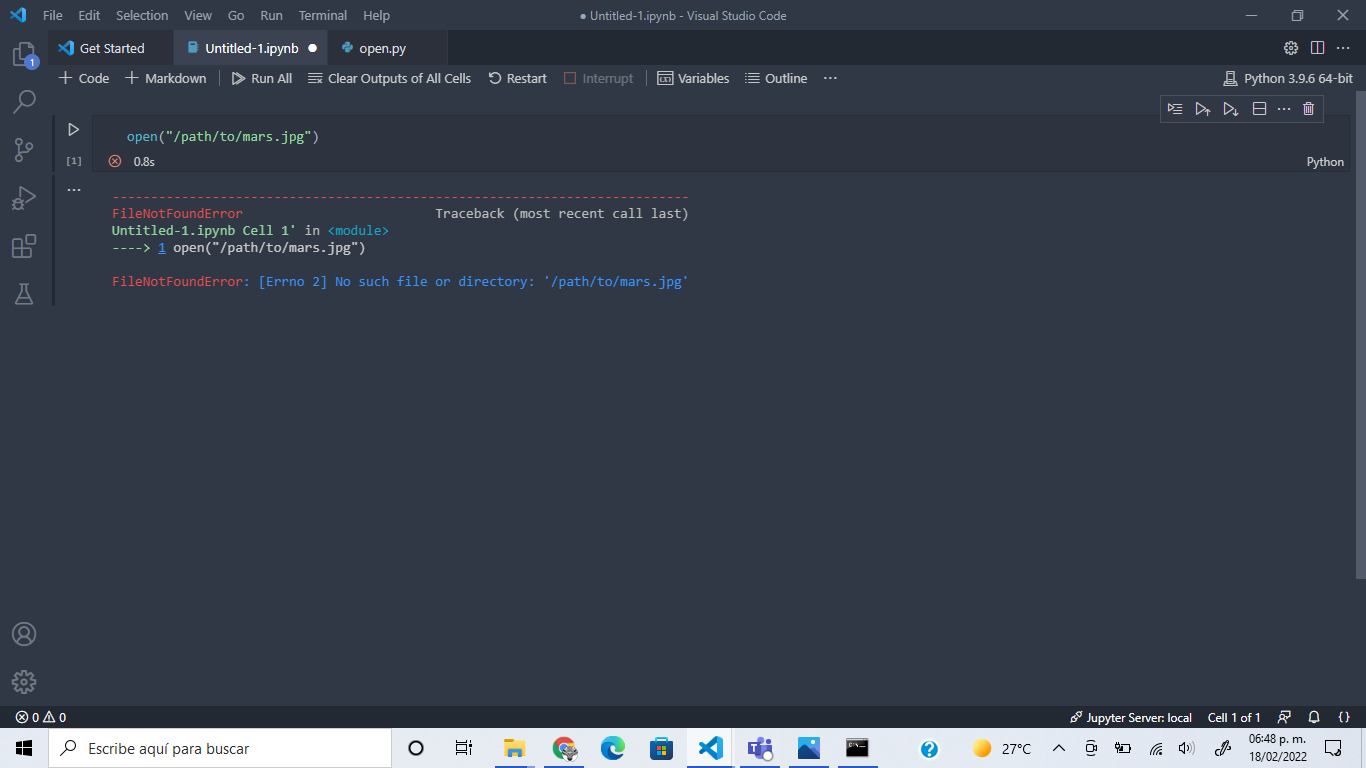 File Edit Selection View Go Run Terminal Help ● Untitled-1.ipynb - Visual Studio Code
Get Started Untitled-1.ipynb ● open.py
1
+ Code + Markdown Run All Clear Outputs of All Cells Restart Interrupt Variables Outline ... Python 3.9.6 64-bit
open("/path/to/mars.jpg")
[1] 0.8s Python
---------------------------------------------------------------------------
FileNotFoundError Traceback (most recent call last)
Untitled-1.ipynb Cell 1' in <module>
----> 1 open("/path/to/mars.jpg")
FileNotFoundError: [Errno 2] No such file or directory: '/path/to/mars.jpg'
0 0 Jupyter Server: local Cell 1 of 1
Escribe aquí para buscar 27°C 06:48 p. m.
18/02/2022